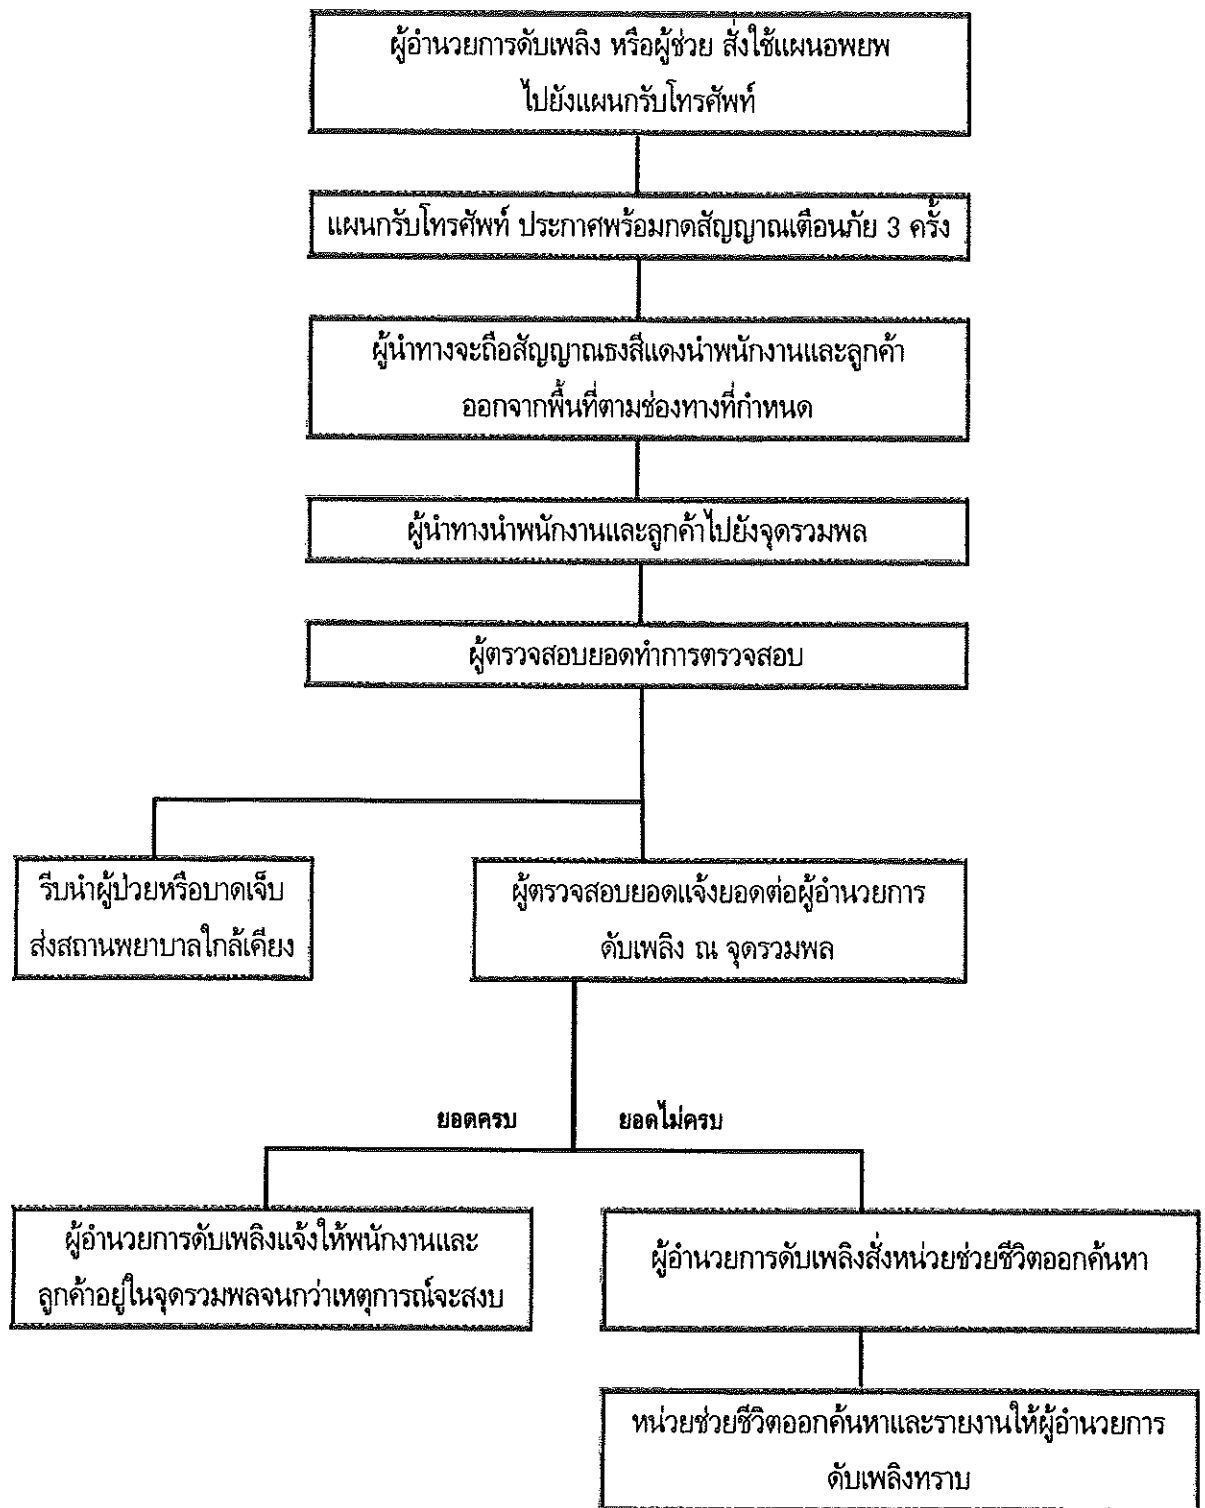 ผู้อำนวยการดับเพลิง หรือผู้ช่วย สั่งใช้แผนอพยพ
ไปยังแผนกรับโทรศัพท์
แผนกรับโทรศัพท์ ประกาศพร้อมกดสัญญาณเตือนภัย 3 ครั้ง
ผู้นำทางจะถือสัญญาณธงสีแดงนำพนักงานและลูกค้า
ออกจากพื้นที่ตามช่องทางที่กำหนด
ผู้นำทางนำพนักงานและลูกค้าไปยังจุดรวมพล
ผู้ตรวจสอบยอดทำการตรวจสอบ
รีบนำผู้ป่วยหรือบาดเจ็บ
ส่งสถานพยาบาลใกล้เคียง
ผู้ตรวจสอบยอดแจ้งยอดต่อผู้อำนวยการ
ดับเพลิง ณ จุดรวมพล
ยอดครบ
ยอดไม่ครบ
ผู้อำนวยการดับเพลิงแจ้งให้พนักงานและ
ลูกค้าอยู่ในจุดรวมพลจนกว่าเหตุการณ์จะสงบ
ผู้อำนวยการดับเพลิงสั่งหน่วยช่วยชีวิตออกค้นหา
หน่วยช่วยชีวิตออกค้นหาและรายงานให้ผู้อำนวยการ
ดับเพลิงทราบ